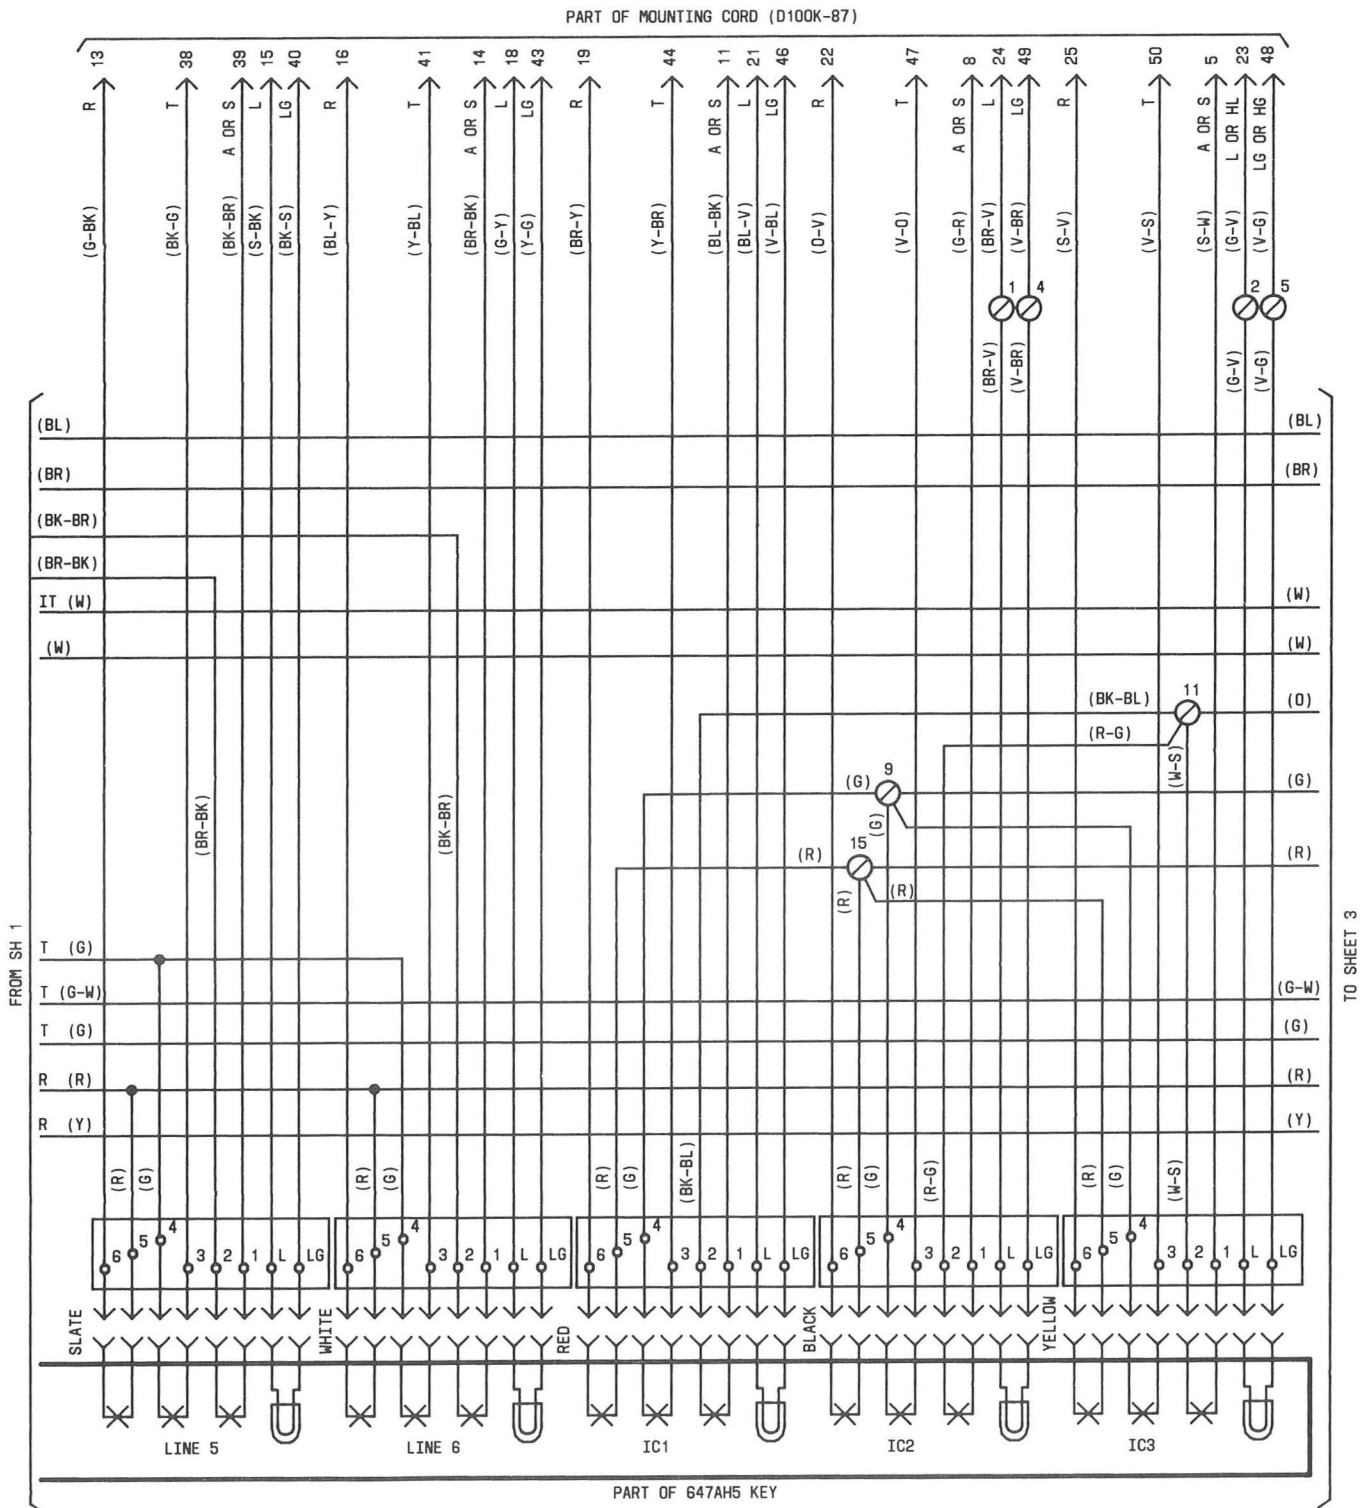 PART OF MOUNTING CORD (D100K-87)
13 38 39 15 40 16 41 14 18 43 19 44 11 21 46 22 47 8 24 49 25 50 5 23 48
R T A OR S L LG R T A OR S L LG R T A OR S L LG R T A OR S L LG R T A OR S L OR HL LG OR HG
(G-BK) (BK-G) (BK-BR) (S-BK) (BK-S) (BL-Y) (Y-BL) (BR-BK) (G-Y) (Y-G) (BR-Y) (Y-BR) (BL-BK) (BL-V) (V-BL) (O-V) (V-O) (G-R) (BR-V) (V-BR) (S-V) (V-S) (S-W) (G-V) (V-G)
1 4 2 5
(BR-V) (V-BR) (G-V) (V-G)
(BL) (BL)
(BR) (BR)
(BK-BR)
(BR-BK)
IT (W) (W)
(W) (W)
(BK-BL) 11 (O)
(R-G) (W-S)
(G) 9 (G)
(G)
(BR-BK) (BK-BR)
(R) 15 (R)
(R) (R)
FROM SH 1
TO SHEET 3
T (G)
T (G-W) (G-W)
T (G) (G)
R (R) (R)
R (Y) (Y)
(R) (G) (R) (G) (R) (G) (BK-BL) (R) (G) (R-G) (R) (G) (W-S)
6 5 4 3 2 1 L LG 6 5 4 3 2 1 L LG 6 5 4 3 2 1 L LG 6 5 4 3 2 1 L LG 6 5 4 3 2 1 L LG
SLATE WHITE RED BLACK YELLOW
LINE 5 LINE 6 IC1 IC2 IC3
PART OF 647AH5 KEY